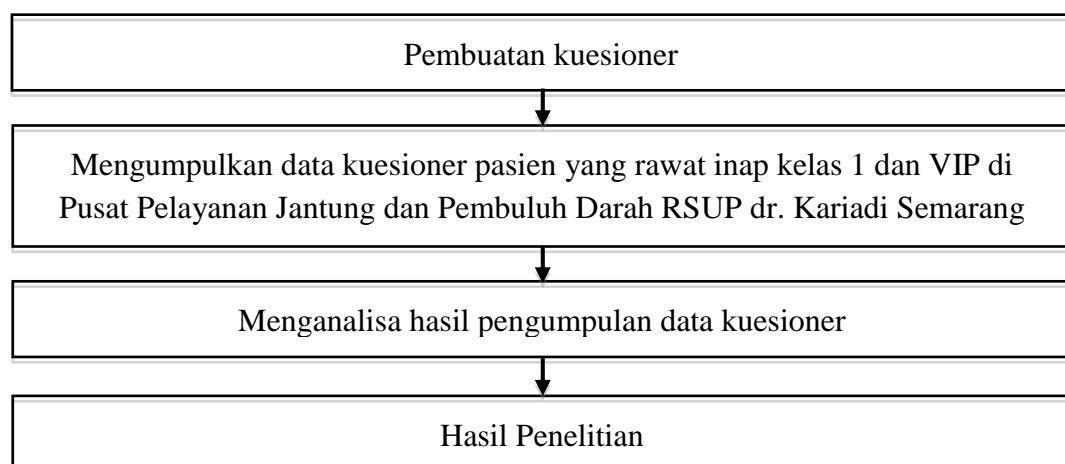 Pembuatan kuesioner
Mengumpulkan data kuesioner pasien yang rawat inap kelas 1 dan VIP di
Pusat Pelayanan Jantung dan Pembuluh Darah RSUP dr. Kariadi Semarang
Menganalisa hasil pengumpulan data kuesioner
Hasil Penelitian